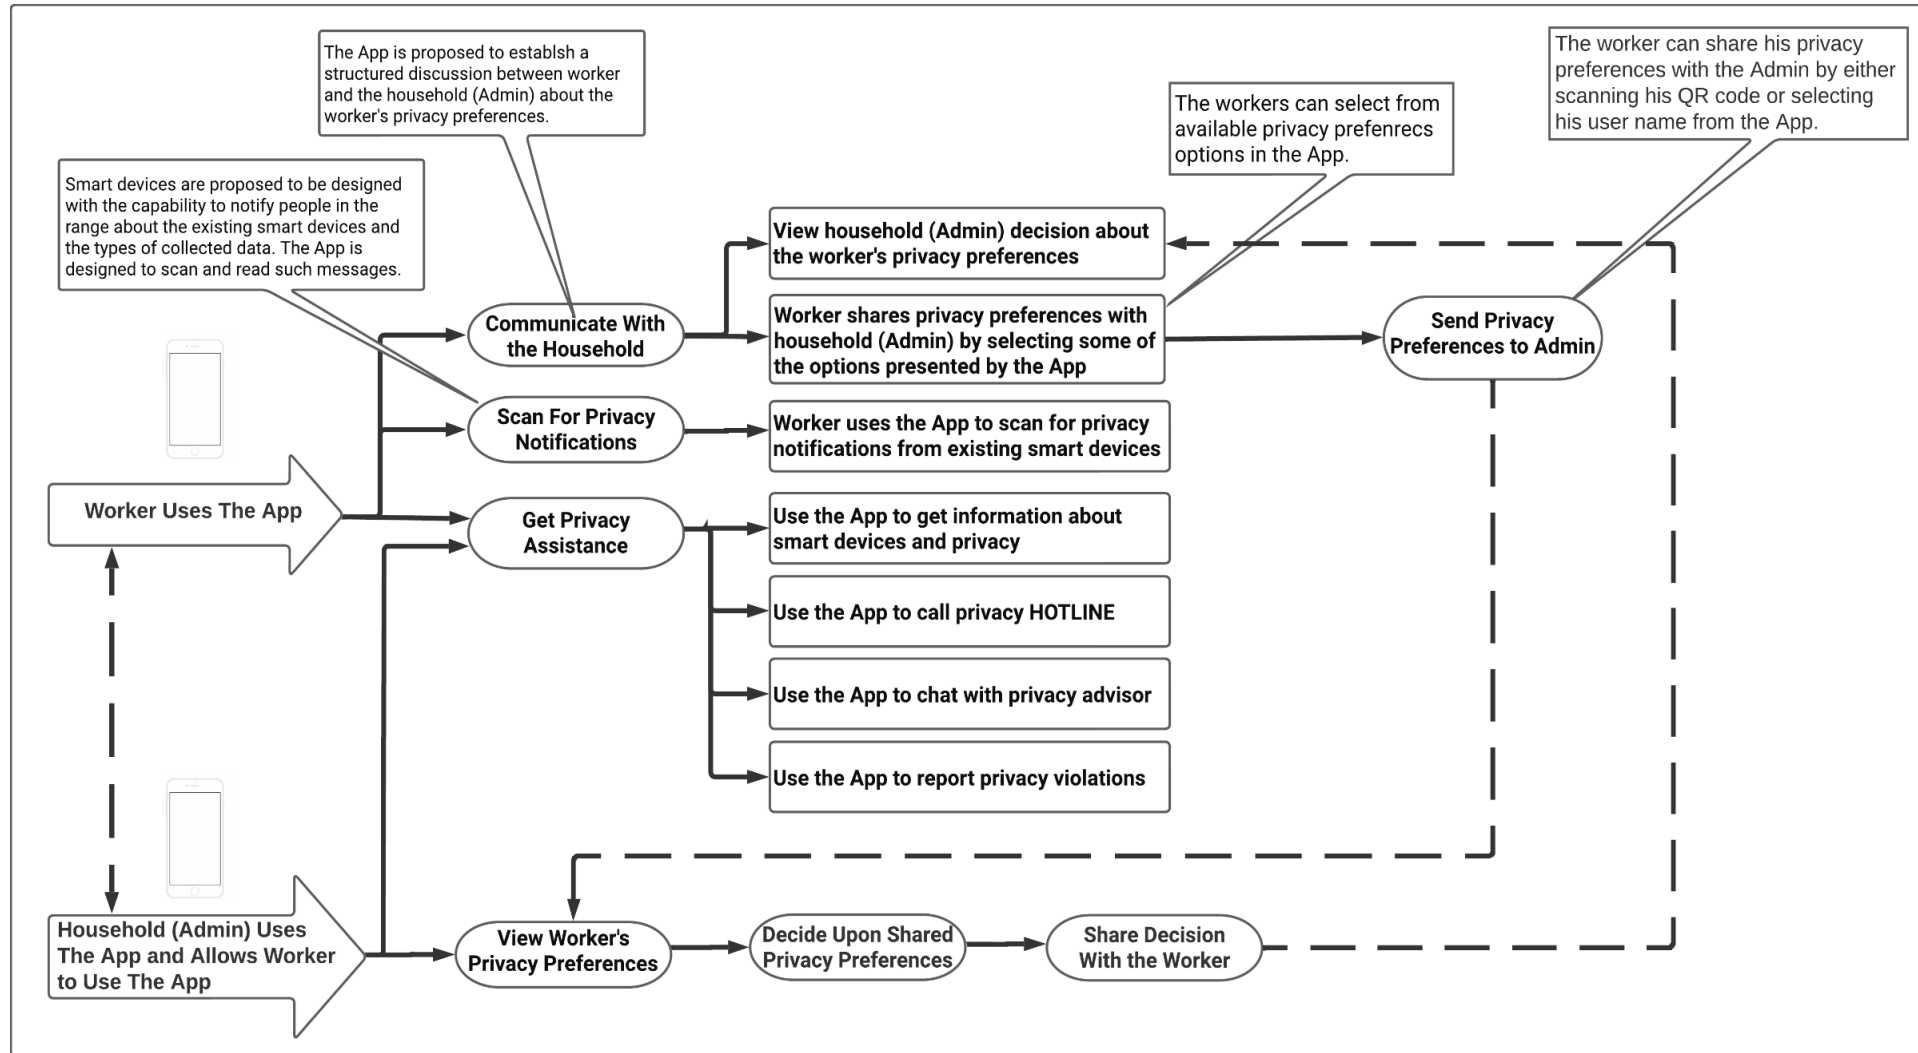 The App is proposed to establsh a
structured discussion between worker
and the household (Admin) about the
worker's privacy preferences.
The worker can share his privacy
preferences with the Admin by either
scanning his QR code or selecting
his user name from the App.
The workers can select from
available privacy prefenrecs
options in the App.
Smart devices are proposed to be designed
with the capability to notify people in the
range about the existing smart devices and
the types of collected data. The App is
designed to scan and read such messages.
View household (Admin) decision about
the worker's privacy preferences
Communicate With
the Household
Worker shares privacy preferences with
household (Admin) by selecting some of
the options presented by the App
Send Privacy
Preferences to Admin
Scan For Privacy
Notifications
Worker uses the App to scan for privacy
notifications from existing smart devices
Worker Uses The App
Get Privacy
Assistance
Use the App to get information about
smart devices and privacy
Use the App to call privacy HOTLINE
Use the App to chat with privacy advisor
Use the App to report privacy violations
Household (Admin) Uses
The App and Allows Worker
to Use The App
View Worker's
Privacy Preferences
Decide Upon Shared
Privacy Preferences
Share Decision
With the Worker